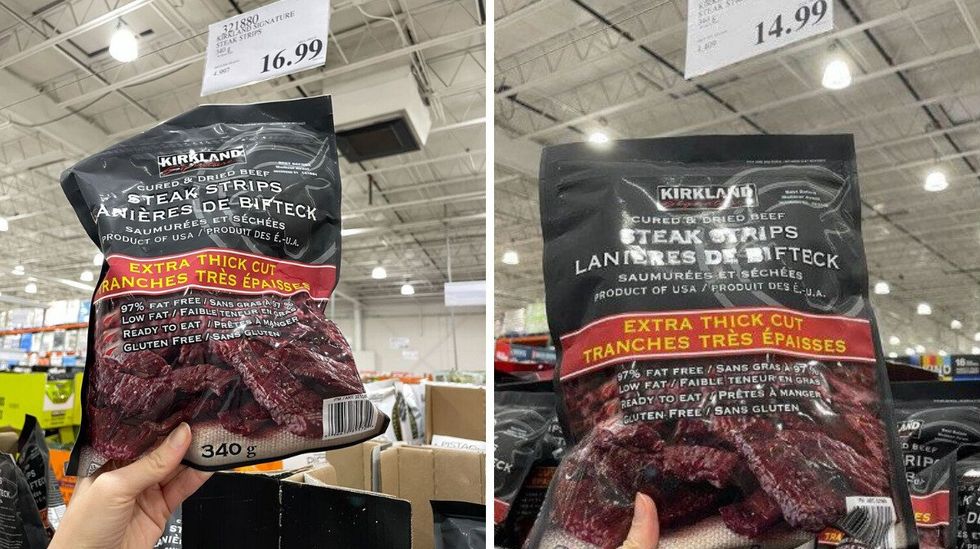 321880
KIRKLAND SIGNATURE
STEAK STRIPS
340 g
16.99
KIRKLAND
Signature
CURED & DRIED BEEF
STEAK STRIPS
LANIÈRES DE BIFTECK
SAUMURÉES ET SÉCHÉES
PRODUCT OF USA / PRODUIT DES É.-U.A.
EXTRA THICK CUT
TRANCHES TRÈS ÉPAISSES
97% FAT FREE / SANS GRAS À 97%
LOW FAT / FAIBLE TENEUR EN GRAS
READY TO EAT / PRÊTES À MANGER
GLUTEN FREE / SANS GLUTEN
340 g
PISTAC
14.99
KIRKLAND
Signature
CURED & DRIED BEEF
STEAK STRIPS
LANIÈRES DE BIFTECK
SAUMURÉES ET SÉCHÉES
PRODUCT OF USA / PRODUIT DES É.-U.A.
EXTRA THICK CUT
TRANCHES TRÈS ÉPAISSES
97% FAT FREE / SANS GRAS À 97%
LOW FAT / FAIBLE TENEUR EN GRAS
READY TO EAT / PRÊTES À MANGER
GLUTEN FREE / SANS GLUTEN